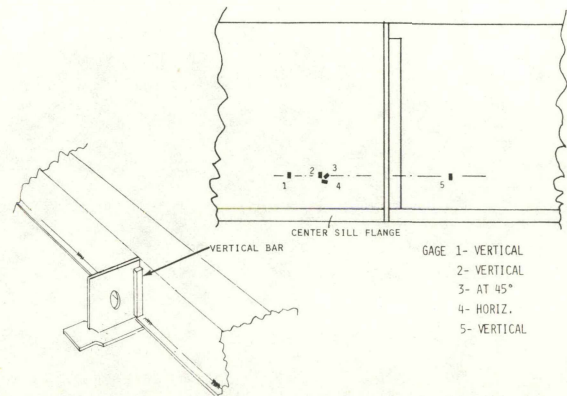 1
2
3
4
5
CENTER SILL FLANGE
VERTICAL BAR
GAGE 1- VERTICAL
2- VERTICAL
3- AT 45°
4- HORIZ.
5- VERTICAL